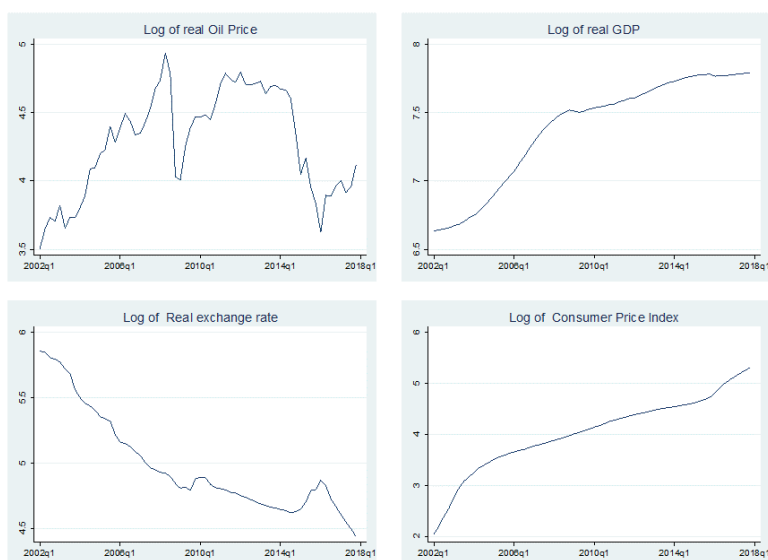 Log of real Oil Price
5
4.5
4
3.5
2002q1 2006q1 2010q1 2014q1 2018q1
Log of real GDP
8
7.5
7
6.5
2002q1 2006q1 2010q1 2014q1 2018q1
Log of Real exchange rate
6
5.5
5
4.5
2002q1 2006q1 2010q1 2014q1 2018q1
Log of Consumer Price Index
6
5
4
3
2
2002q1 2006q1 2010q1 2014q1 2018q1